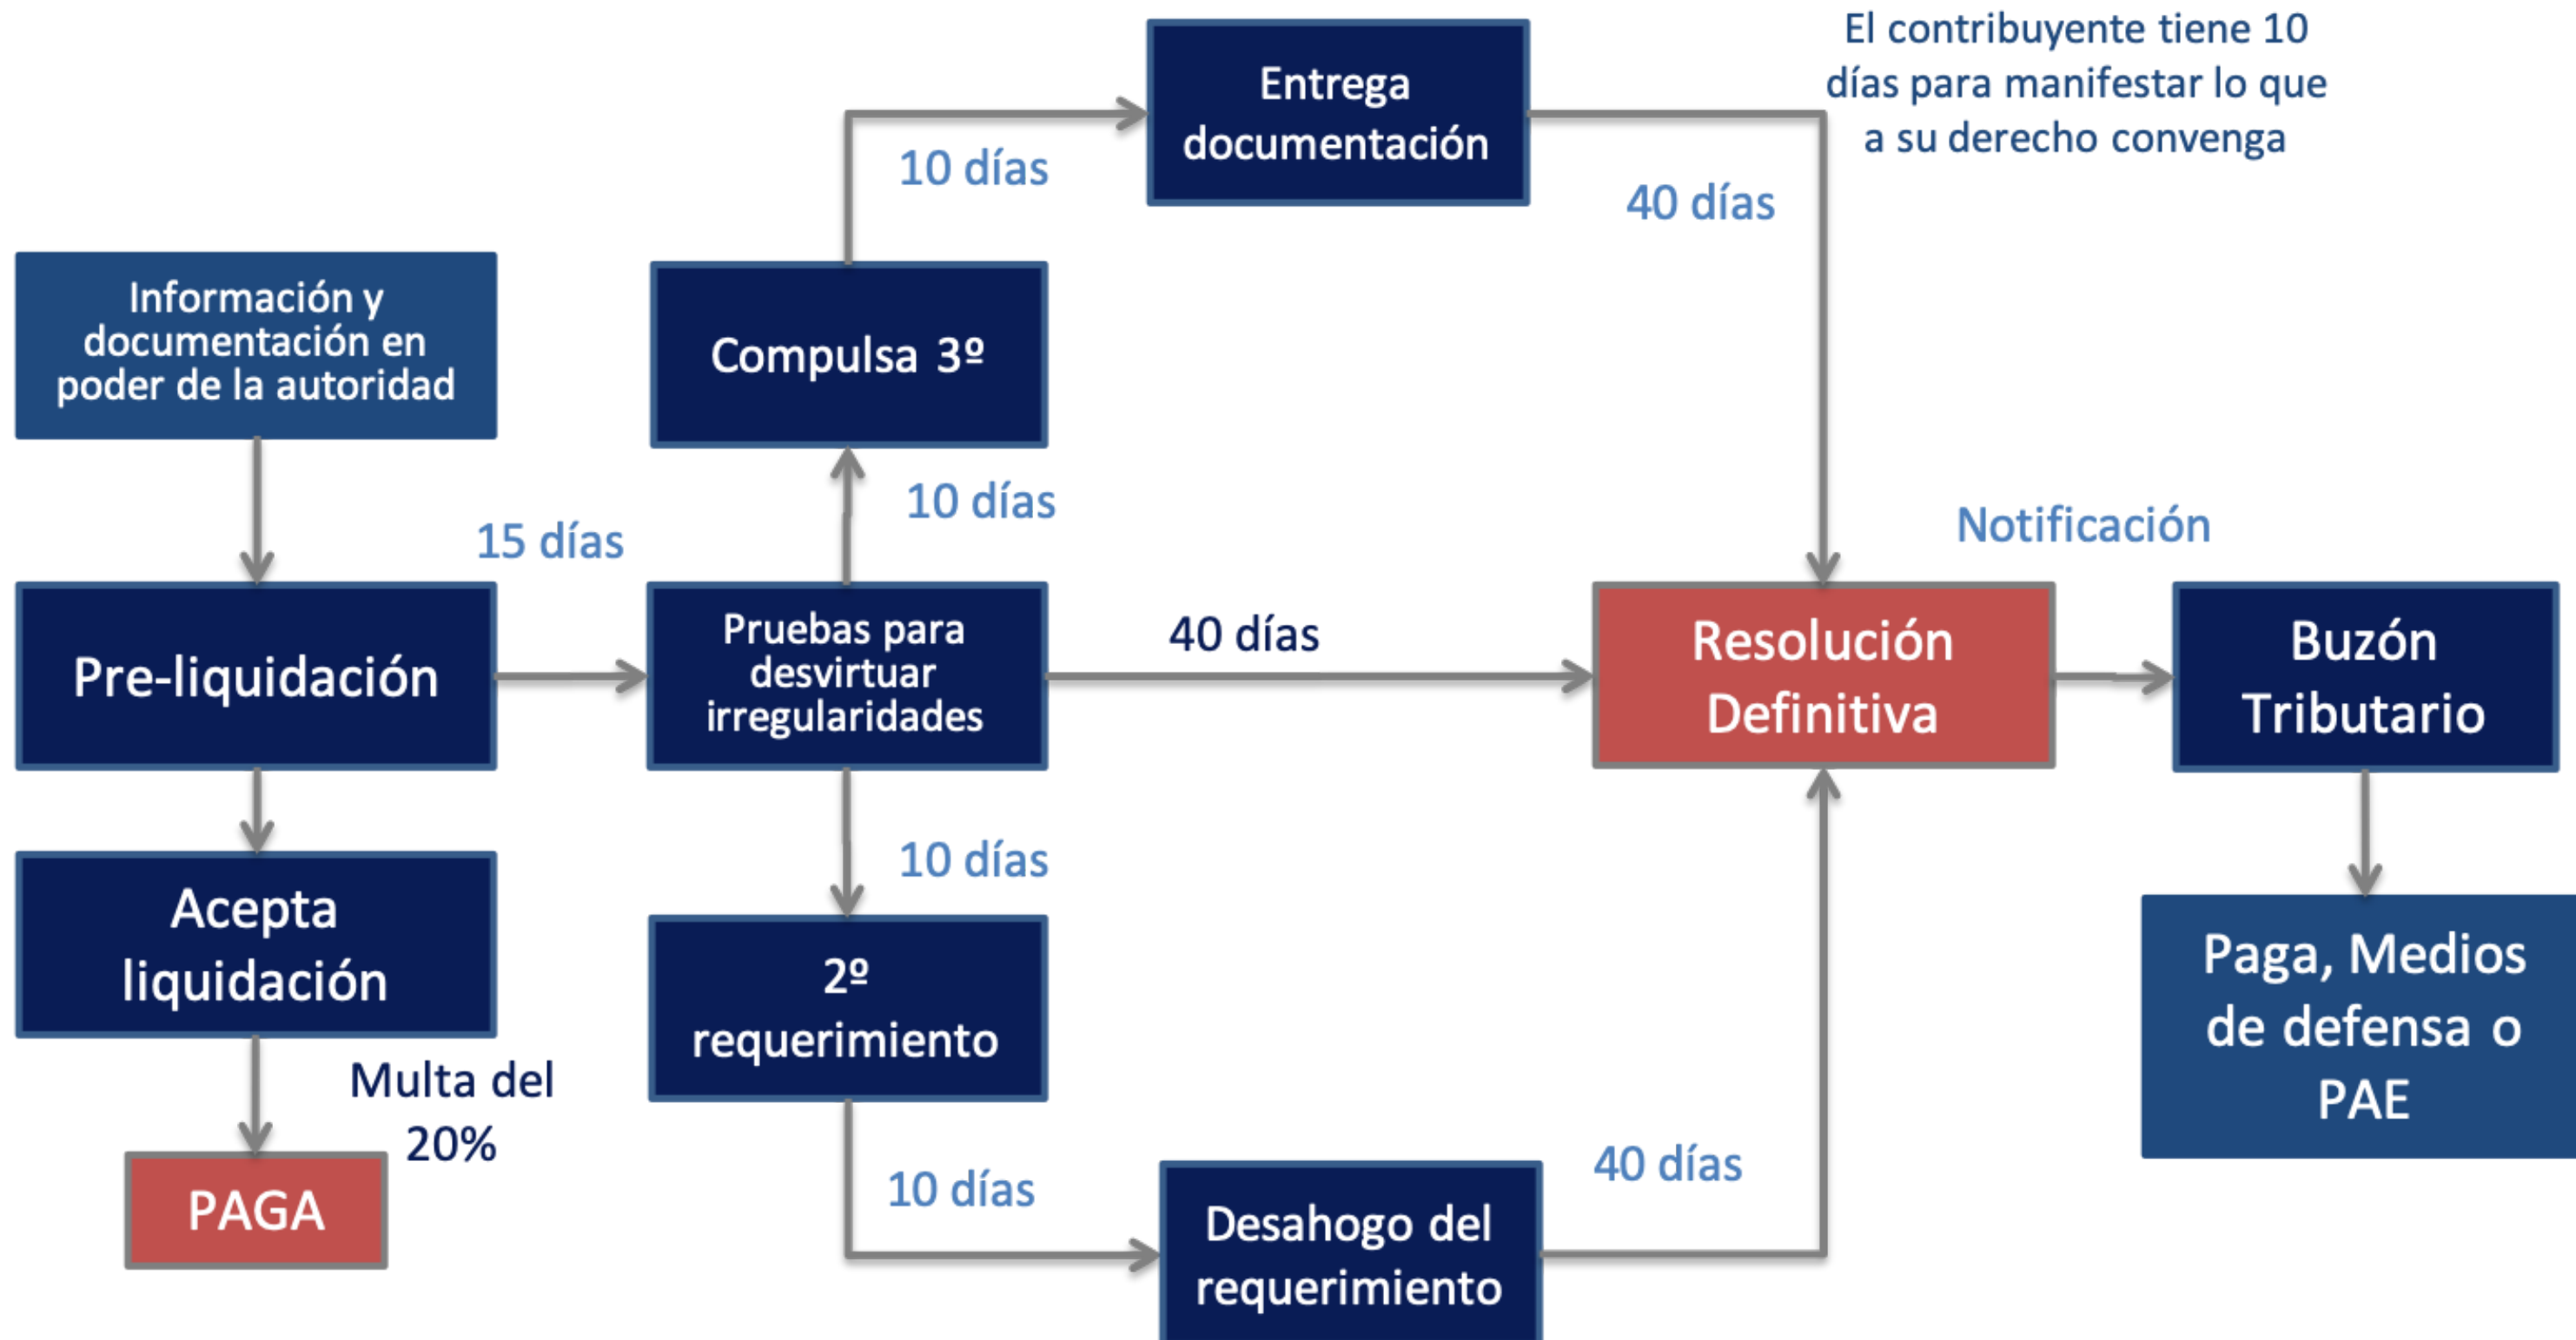 El contribuyente tiene 10
días para manifestar lo que
a su derecho convenga
Entrega
documentación
10 días
40 días
Información y
documentación en
poder de la autoridad
Compulsa 3º
10 días
15 días
Notificación
Pre-liquidación
Pruebas para
desvirtuar
irregularidades
40 días
Resolución
Definitiva
Buzón
Tributario
10 días
Acepta
liquidación
2º
requerimiento
Paga, Medios
de defensa o
PAE
Multa del
20%
PAGA
10 días
40 días
Desahogo del
requerimiento